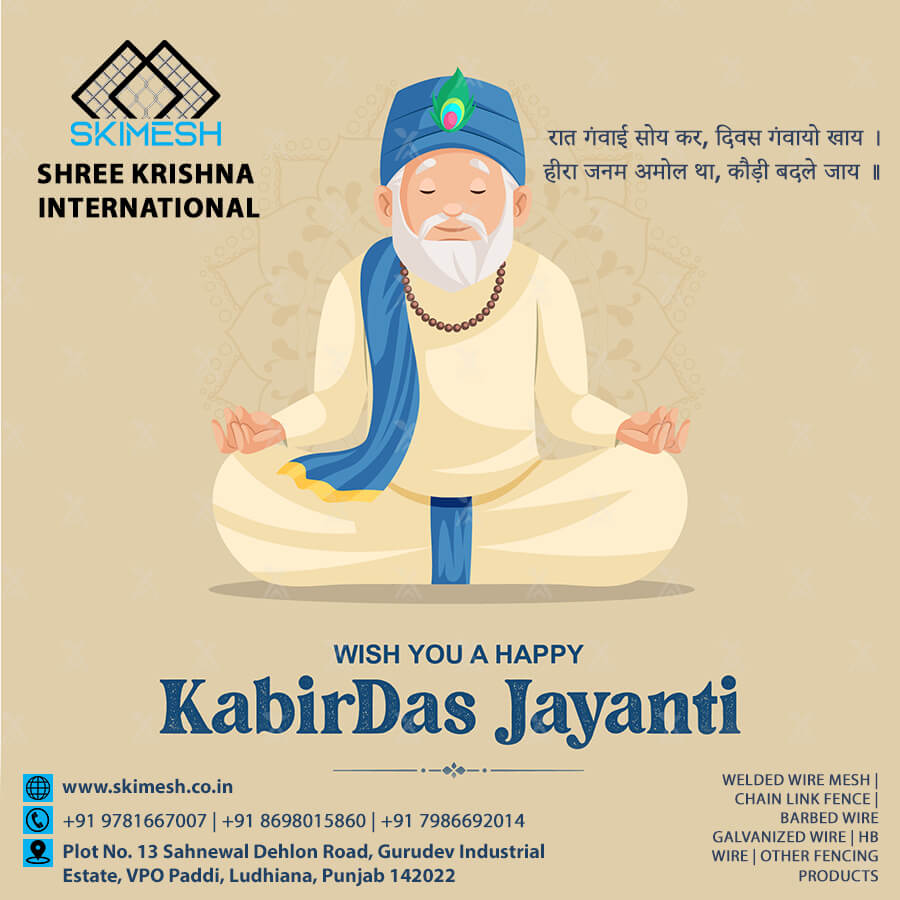 SKIMESH
SHREE KRISHNA
INTERNATIONAL
रात गंवाई सोय कर, दिवस गंवायो खाय ।
हीरा जनम अमोल था, कौड़ी बदले जाय ॥
WISH YOU A HAPPY
KabirDas Jayanti
www.skimesh.co.in
+91 9781667007 | +91 8698015860 | +91 7986692014
Plot No. 13 Sahnewal Dehlon Road, Gurudev Industrial
Estate, VPO Paddi, Ludhiana, Punjab 142022
WELDED WIRE MESH |
CHAIN LINK FENCE |
BARBED WIRE
GALVANIZED WIRE | HB
WIRE | OTHER FENCING
PRODUCTS